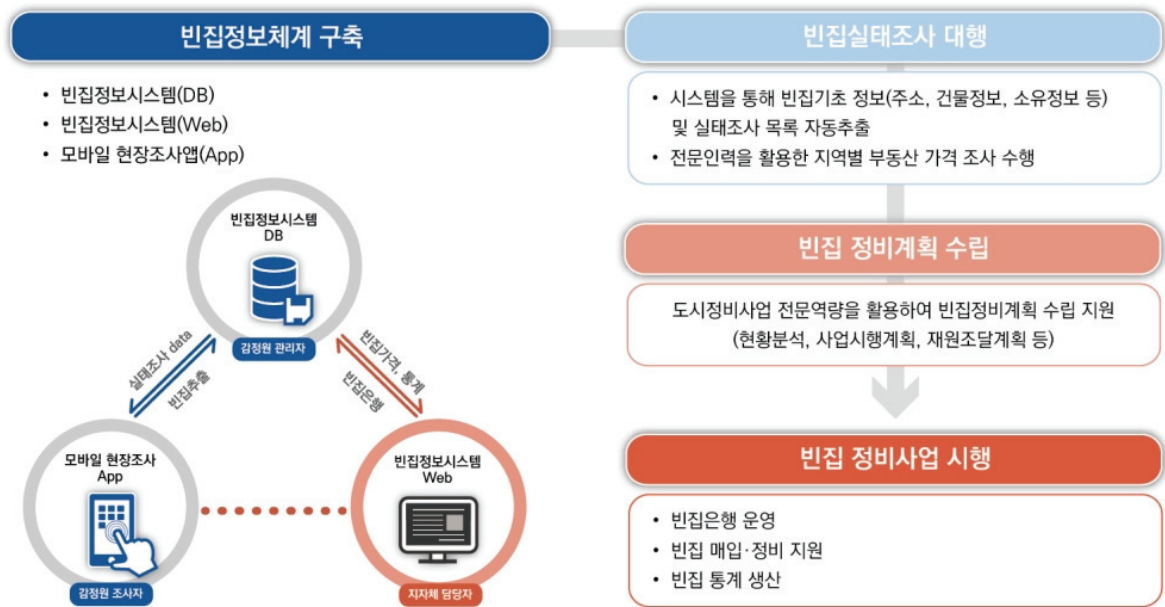 빈집정보체계 구축
• 빈집정보시스템(DB)
• 빈집정보시스템(Web)
• 모바일 현장조사앱(App)
빈집정보시스템
DB
감정원 관리자
실태조사 data
빈집추출
빈집가격, 통계
빈집은행
모바일 현장조사
App
감정원 조사자
빈집정보시스템
Web
지자체 담당자
빈집실태조사 대행
• 시스템을 통해 빈집기초 정보(주소, 건물정보, 소유정보 등)
및 실태조사 목록 자동추출
• 전문인력을 활용한 지역별 부동산 가격 조사 수행
빈집 정비계획 수립
도시정비사업 전문역량을 활용하여 빈집정비계획 수립 지원
(현황분석, 사업시행계획, 재원조달계획 등)
빈집 정비사업 시행
• 빈집은행 운영
• 빈집 매입·정비 지원
• 빈집 통계 생산